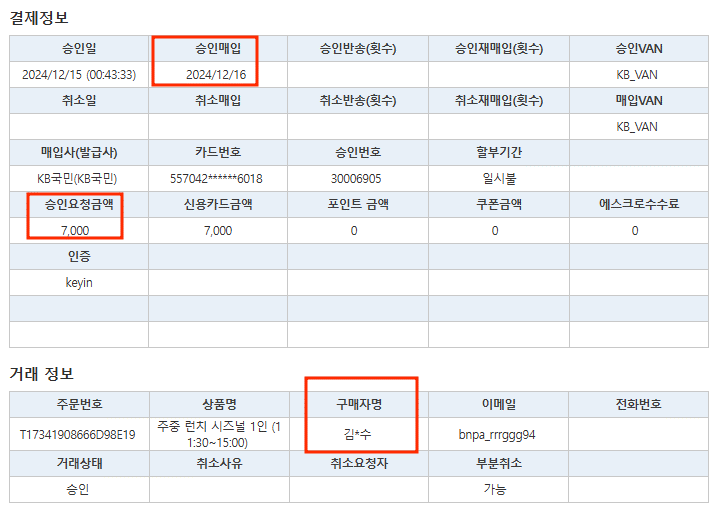 결제정보
승인일 승인매입 승인반송(횟수) 승인재매입(횟수) 승인VAN
2024/12/15 (00:43:33) 2024/12/16 KB_VAN
취소일 취소매입 취소반송(횟수) 취소재매입(횟수) 매입VAN
KB_VAN
매입사(발급사) 카드번호 승인번호 할부기간
KB국민(KB국민) 557042******6018 30006905 일시불
승인요청금액 신용카드금액 포인트 금액 쿠폰금액 에스크로수수료
7,000 7,000 0 0 0
인증
keyin
거래 정보
주문번호 상품명 구매자명 이메일 전화번호
T17341908666D98E19 주중 런치 시즈널 1인 (1
1:30~15:00) 김*수 bnpa_rrrggg94
거래상태 취소사유 취소요청자 부분취소
승인 가능